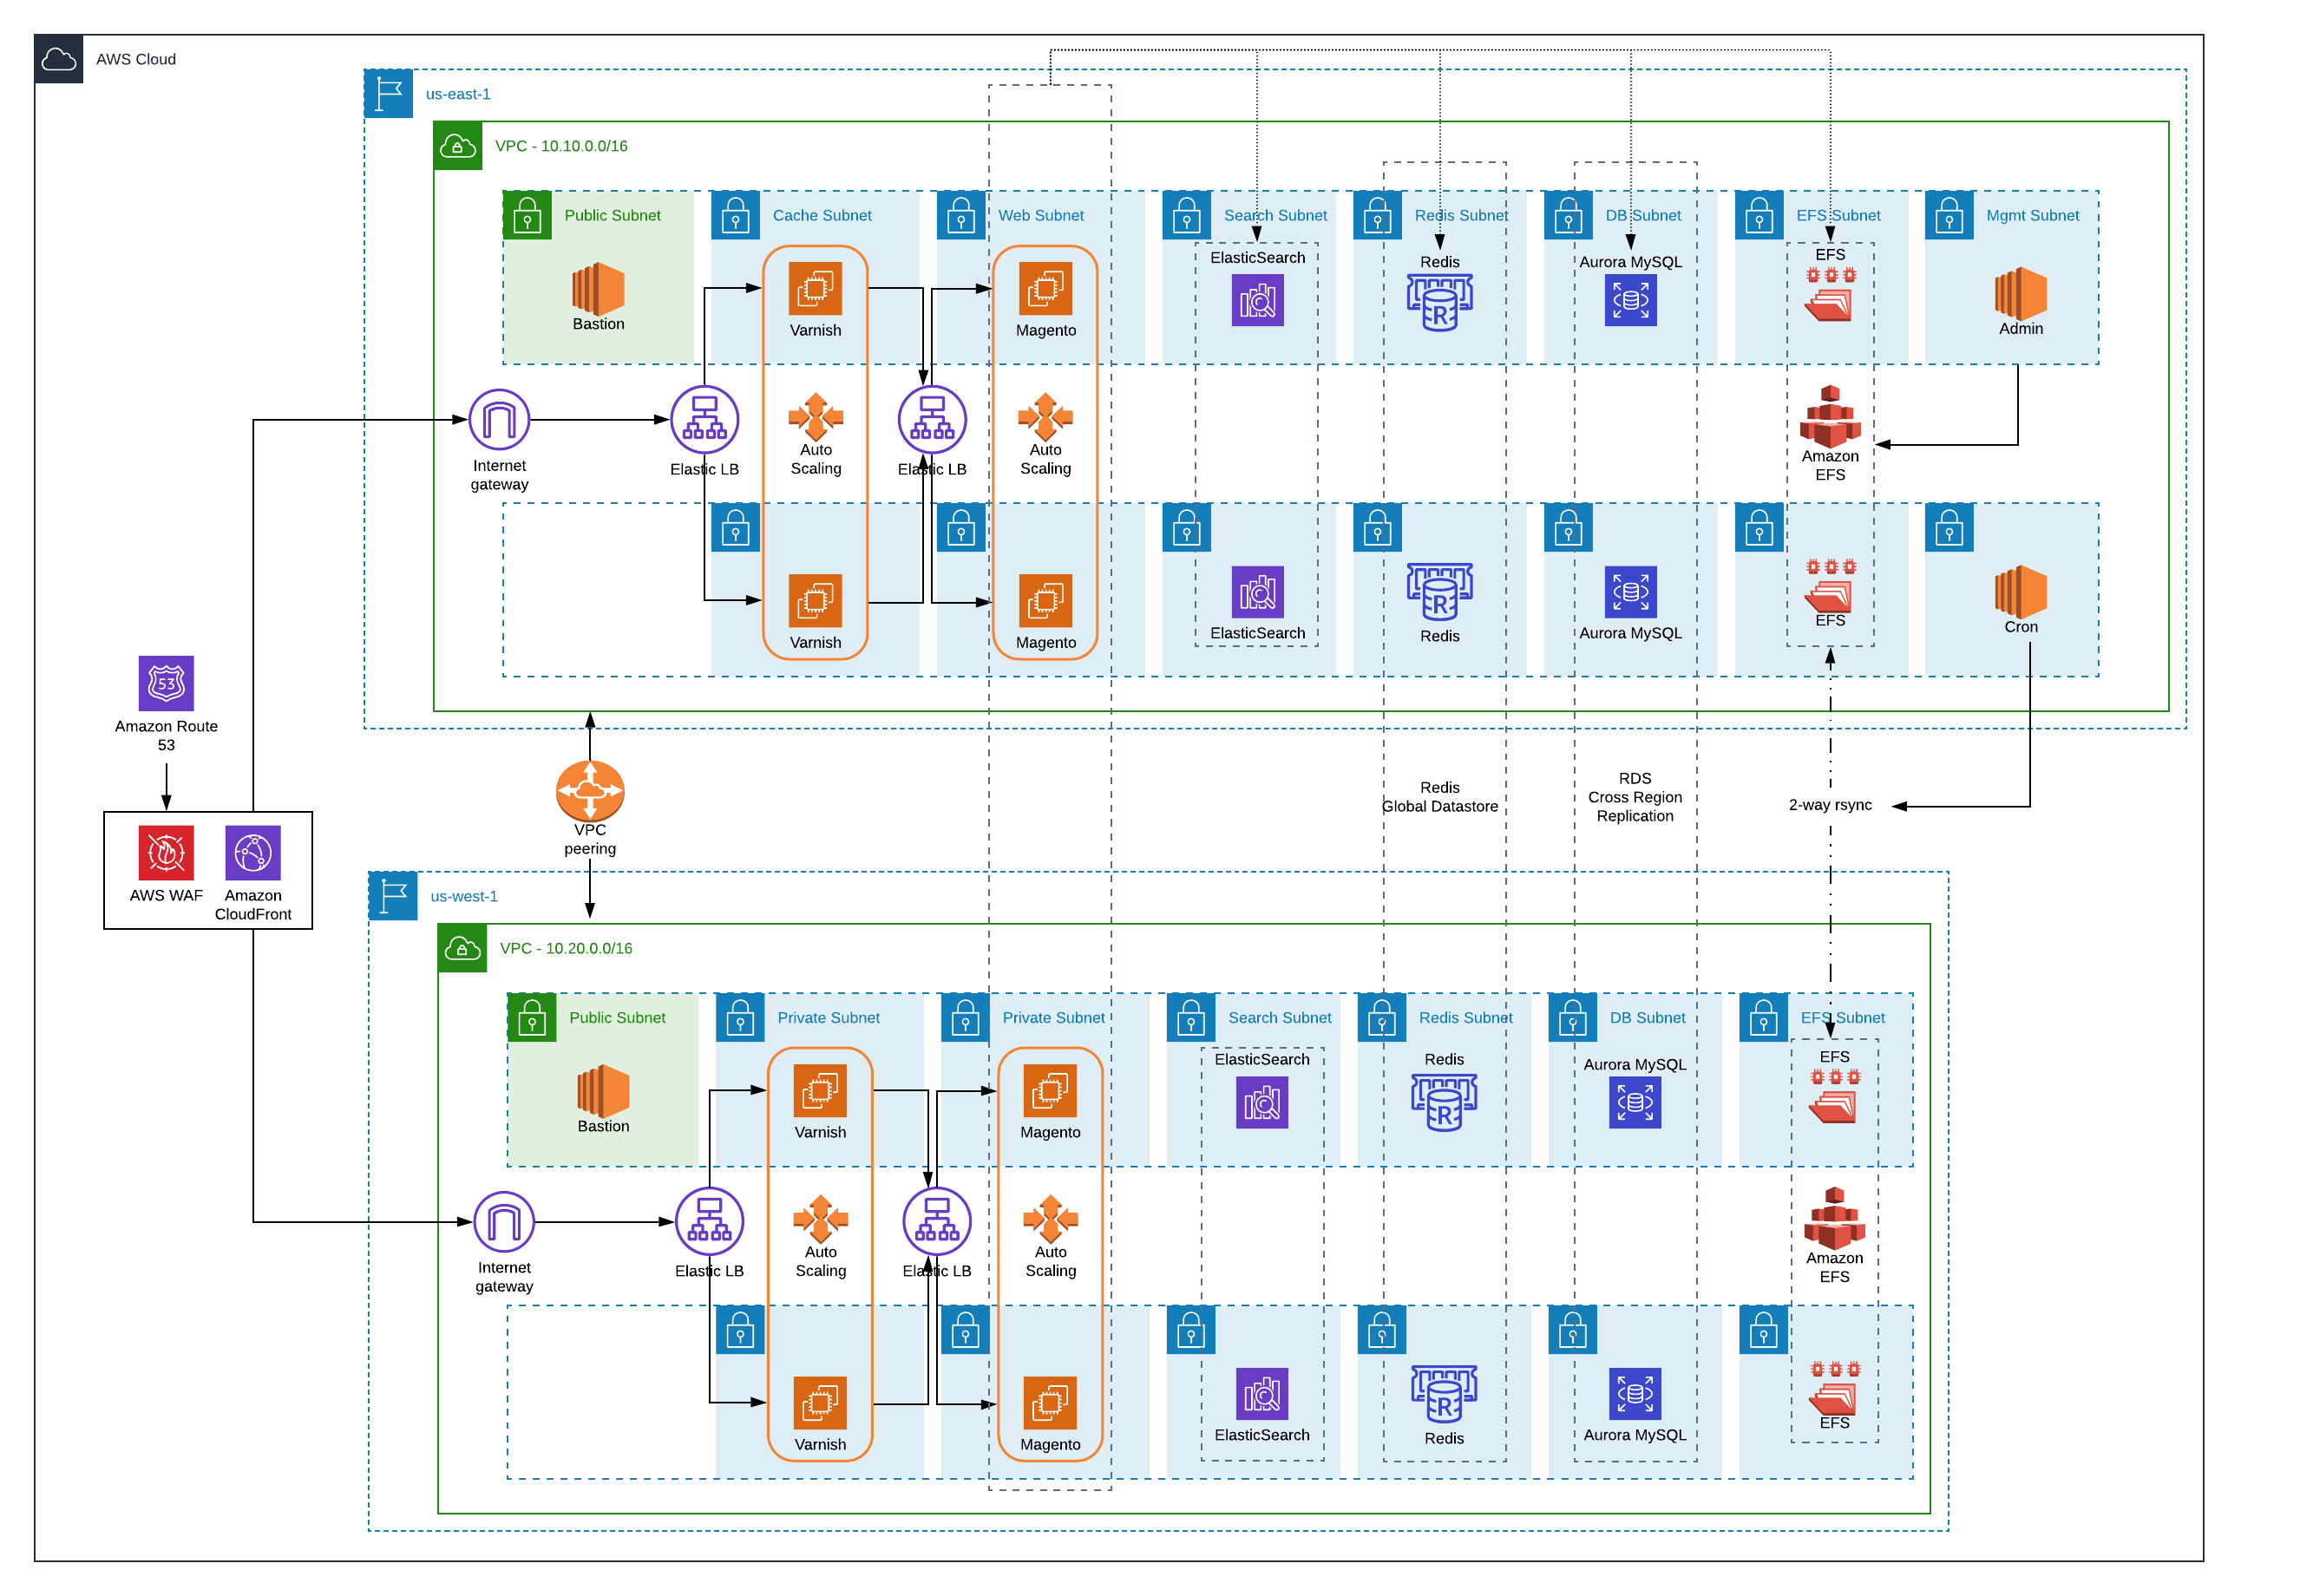 AWS Cloud
us-east-1
VPC - 10.10.0.0/16
Public Subnet
Cache Subnet
Web Subnet
Search Subnet
Redis Subnet
DB Subnet
EFS Subnet
Mgmt Subnet
Bastion
Varnish
Magento
ElasticSearch
Redis
R
Aurora MySQL
EFS
Admin
Internet
gateway
Elastic LB
Auto
Scaling
Elastic LB
Auto
Scaling
Amazon
EFS
Varnish
Magento
ElasticSearch
R
Redis
Aurora MySQL
EFS
Cron
53
Amazon Route
53
AWS WAF
Amazon
CloudFront
VPC
peering
Redis
Global Datastore
RDS
Cross Region
Replication
2-way rsync
us-west-1
VPC - 10.20.0.0/16
Public Subnet
Private Subnet
Private Subnet
Search Subnet
Redis Subnet
DB Subnet
EFS Subnet
Bastion
Varnish
Magento
ElasticSearch
Redis
R
Aurora MySQL
EFS
Internet
gateway
Elastic LB
Auto
Scaling
Elastic LB
Auto
Scaling
Amazon
EFS
Varnish
Magento
ElasticSearch
R
Redis
Aurora MySQL
EFS